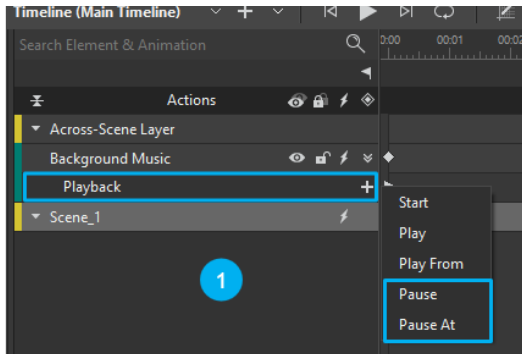 Timeline (Main Timeline)
Search Element & Animation
0:00 00:01 00:02
Actions
Across-Scene Layer
Background Music
Playback
Start
Scene_1
Play
Play From
1
Pause
Pause At